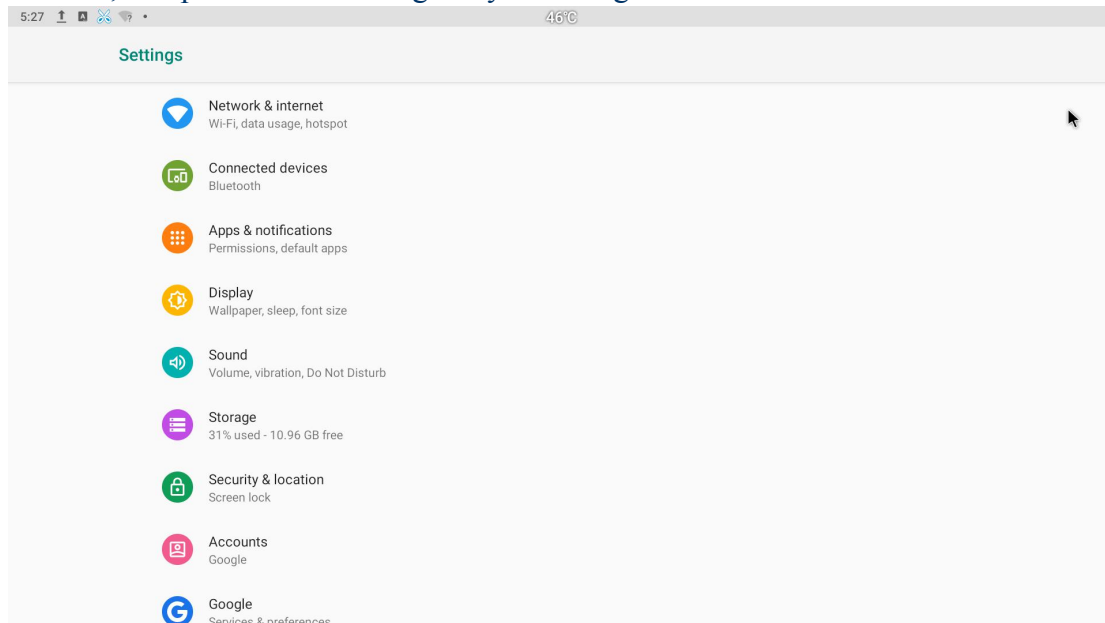 5:27
46°C
Settings
Network & internet
Wi-Fi, data usage, hotspot
Connected devices
Bluetooth
Apps & notifications
Permissions, default apps
Display
Wallpaper, sleep, font size
Sound
Volume, vibration, Do Not Disturb
Storage
31% used - 10.96 GB free
Security & location
Screen lock
Accounts
Google
Google
Services & preferences